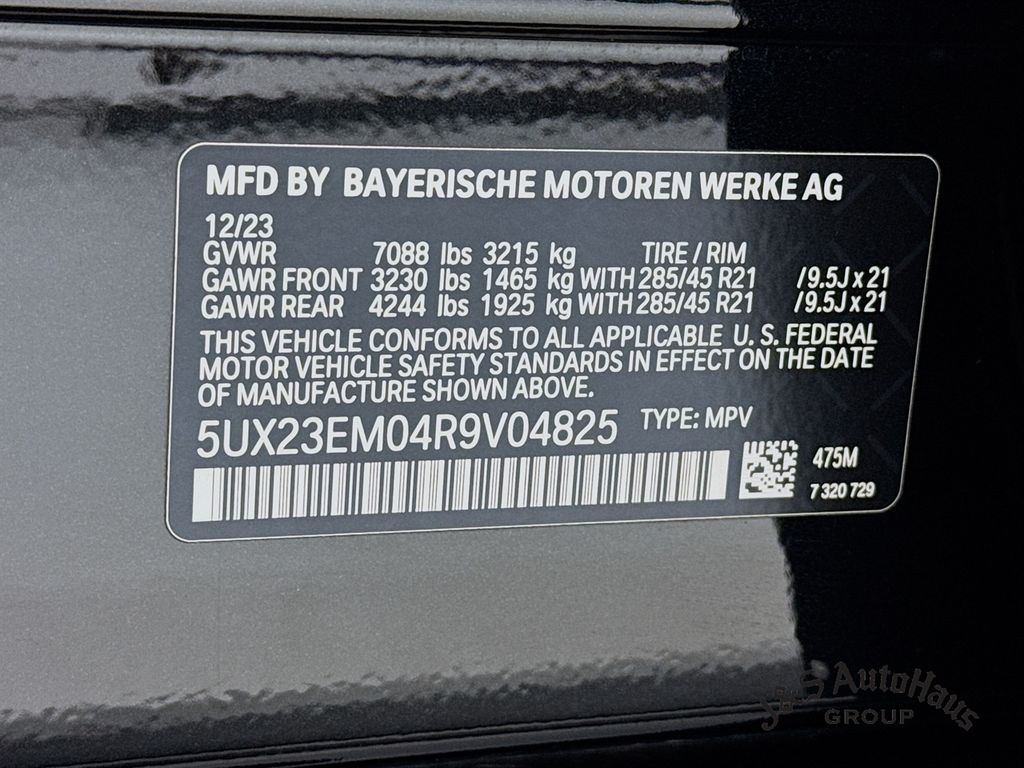 MFD BY BAYERISCHE MOTOREN WERKE AG
12/23
GVWR 7088 lbs 3215 kg TIRE / RIM
GAWR FRONT 3230 lbs 1465 kg WITH 285/45 R21 /9.5J x 21
GAWR REAR 4244 lbs 1925 kg WITH 285/45 R21 /9.5J x 21
THIS VEHICLE CONFORMS TO ALL APPLICABLE U. S. FEDERAL
MOTOR VEHICLE SAFETY STANDARDS IN EFFECT ON THE DATE
OF MANUFACTURE SHOWN ABOVE.
5UX23EM04R9V04825 TYPE: MPV
475M
7 320 729
S&S AutoHaus
GROUP